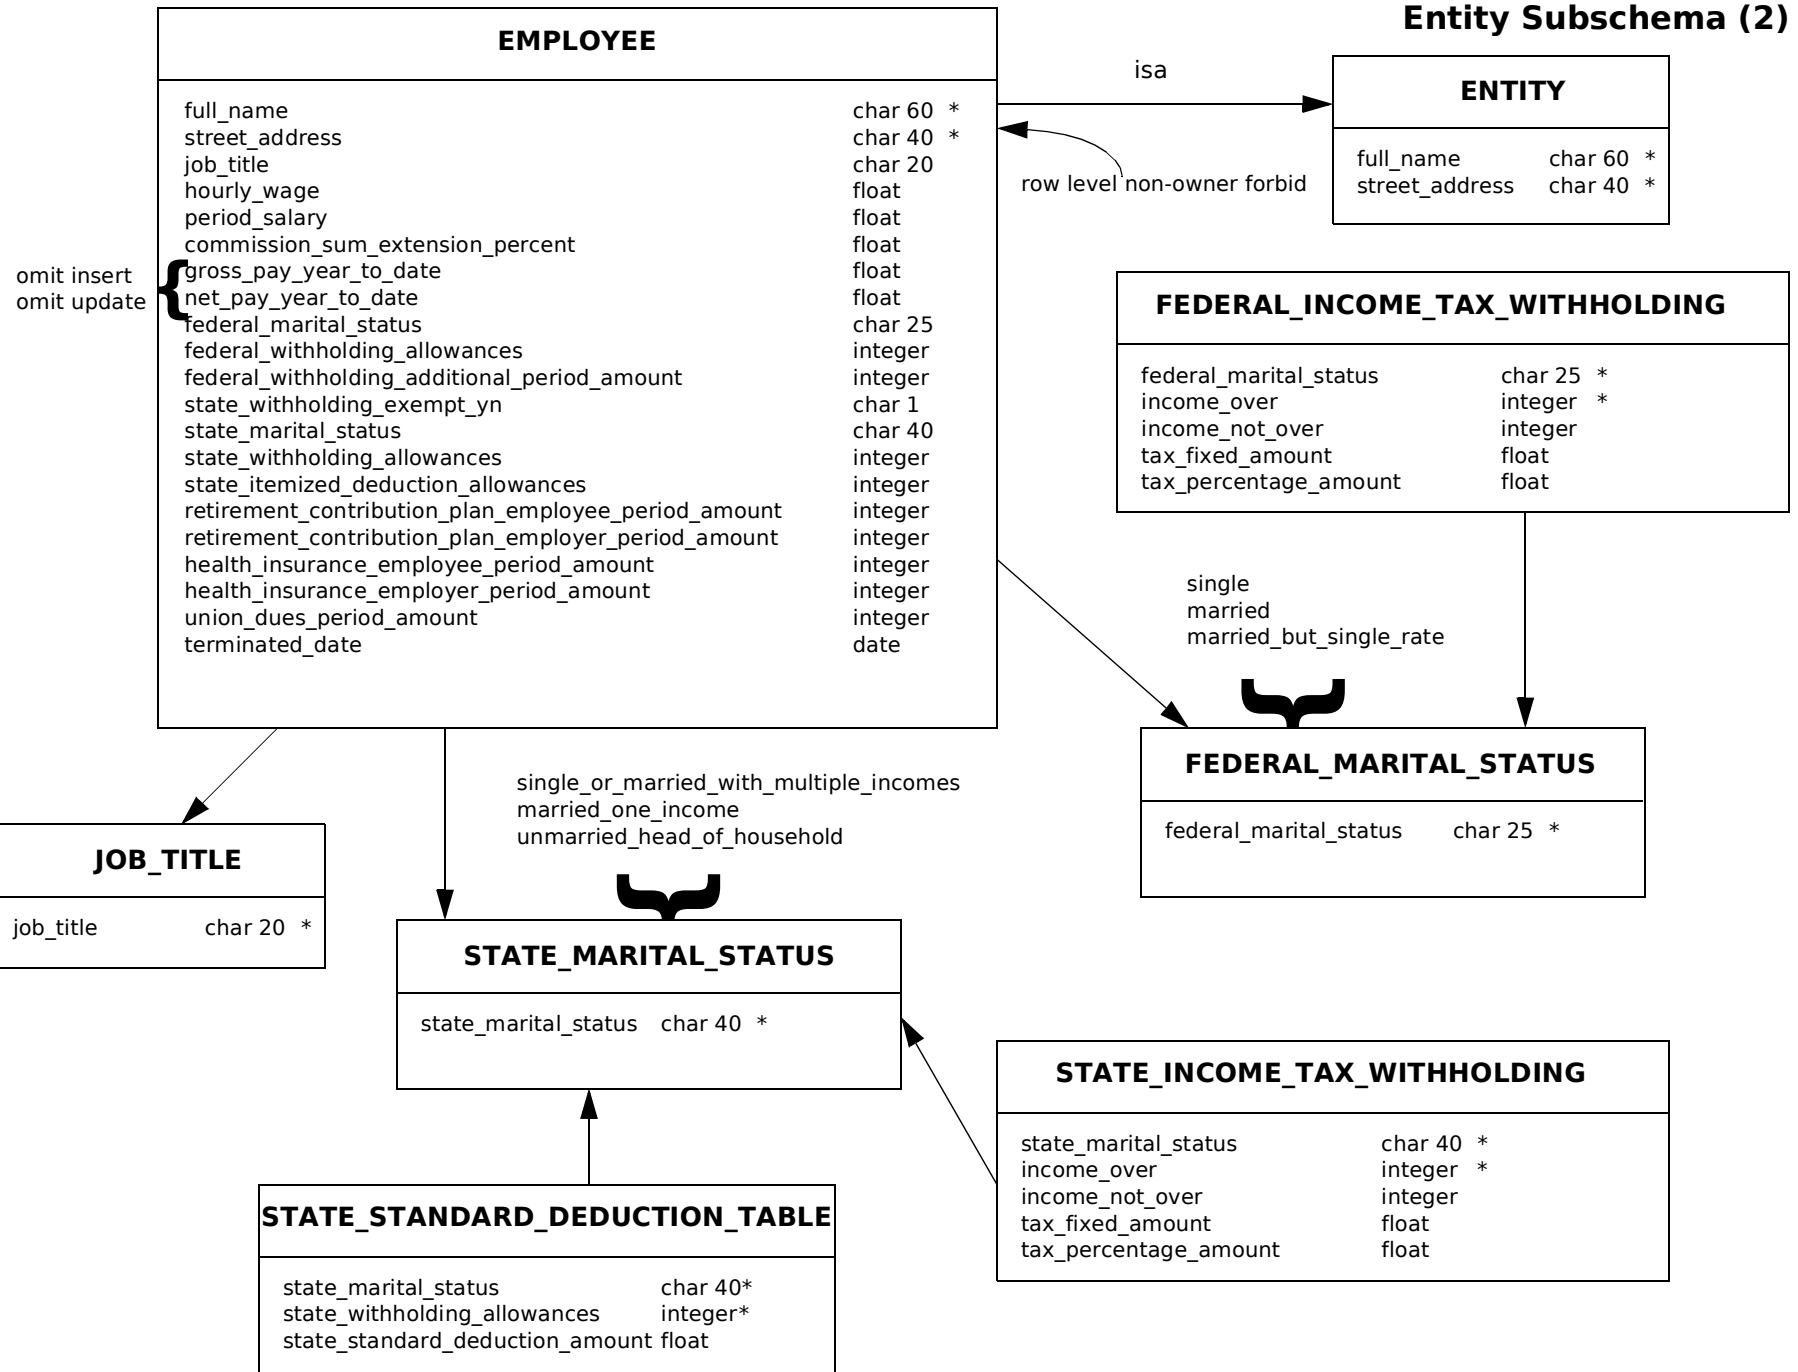 Entity Subschema (2)
EMPLOYEE
full_name char 60 *
street_address char 40 *
job_title char 20
hourly_wage float
period_salary float
commission_sum_extension_percent float
gross_pay_year_to_date float
net_pay_year_to_date float
federal_marital_status char 25
federal_withholding_allowances integer
federal_withholding_additional_period_amount integer
state_withholding_exempt_yn char 1
state_marital_status char 40
state_withholding_allowances integer
state_itemized_deduction_allowances integer
retirement_contribution_plan_employee_period_amount integer
retirement_contribution_plan_employer_period_amount integer
health_insurance_employee_period_amount integer
health_insurance_employer_period_amount integer
union_dues_period_amount integer
terminated_date date
omit insert
omit update
{
isa
row level non-owner forbid
ENTITY
full_name char 60 *
street_address char 40 *
FEDERAL_INCOME_TAX_WITHHOLDING
federal_marital_status char 25 *
income_over integer *
income_not_over integer
tax_fixed_amount float
tax_percentage_amount float
single
married
married_but_single_rate
}
FEDERAL_MARITAL_STATUS
federal_marital_status char 25 *
JOB_TITLE
job_title char 20 *
single_or_married_with_multiple_incomes
married_one_income
unmarried_head_of_household
}
STATE_MARITAL_STATUS
state_marital_status char 40 *
STATE_INCOME_TAX_WITHHOLDING
state_marital_status char 40 *
income_over integer *
income_not_over integer
tax_fixed_amount float
tax_percentage_amount float
STATE_STANDARD_DEDUCTION_TABLE
state_marital_status char 40*
state_withholding_allowances integer*
state_standard_deduction_amount float